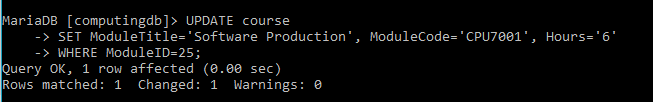 MariaDB [computingdb]> UPDATE course
-> SET ModuleTitle='Software Production', ModuleCode='CPU7001', Hours='6'
-> WHERE ModuleID=25;
Query OK, 1 row affected (0.00 sec)
Rows matched: 1  Changed: 1  Warnings: 0